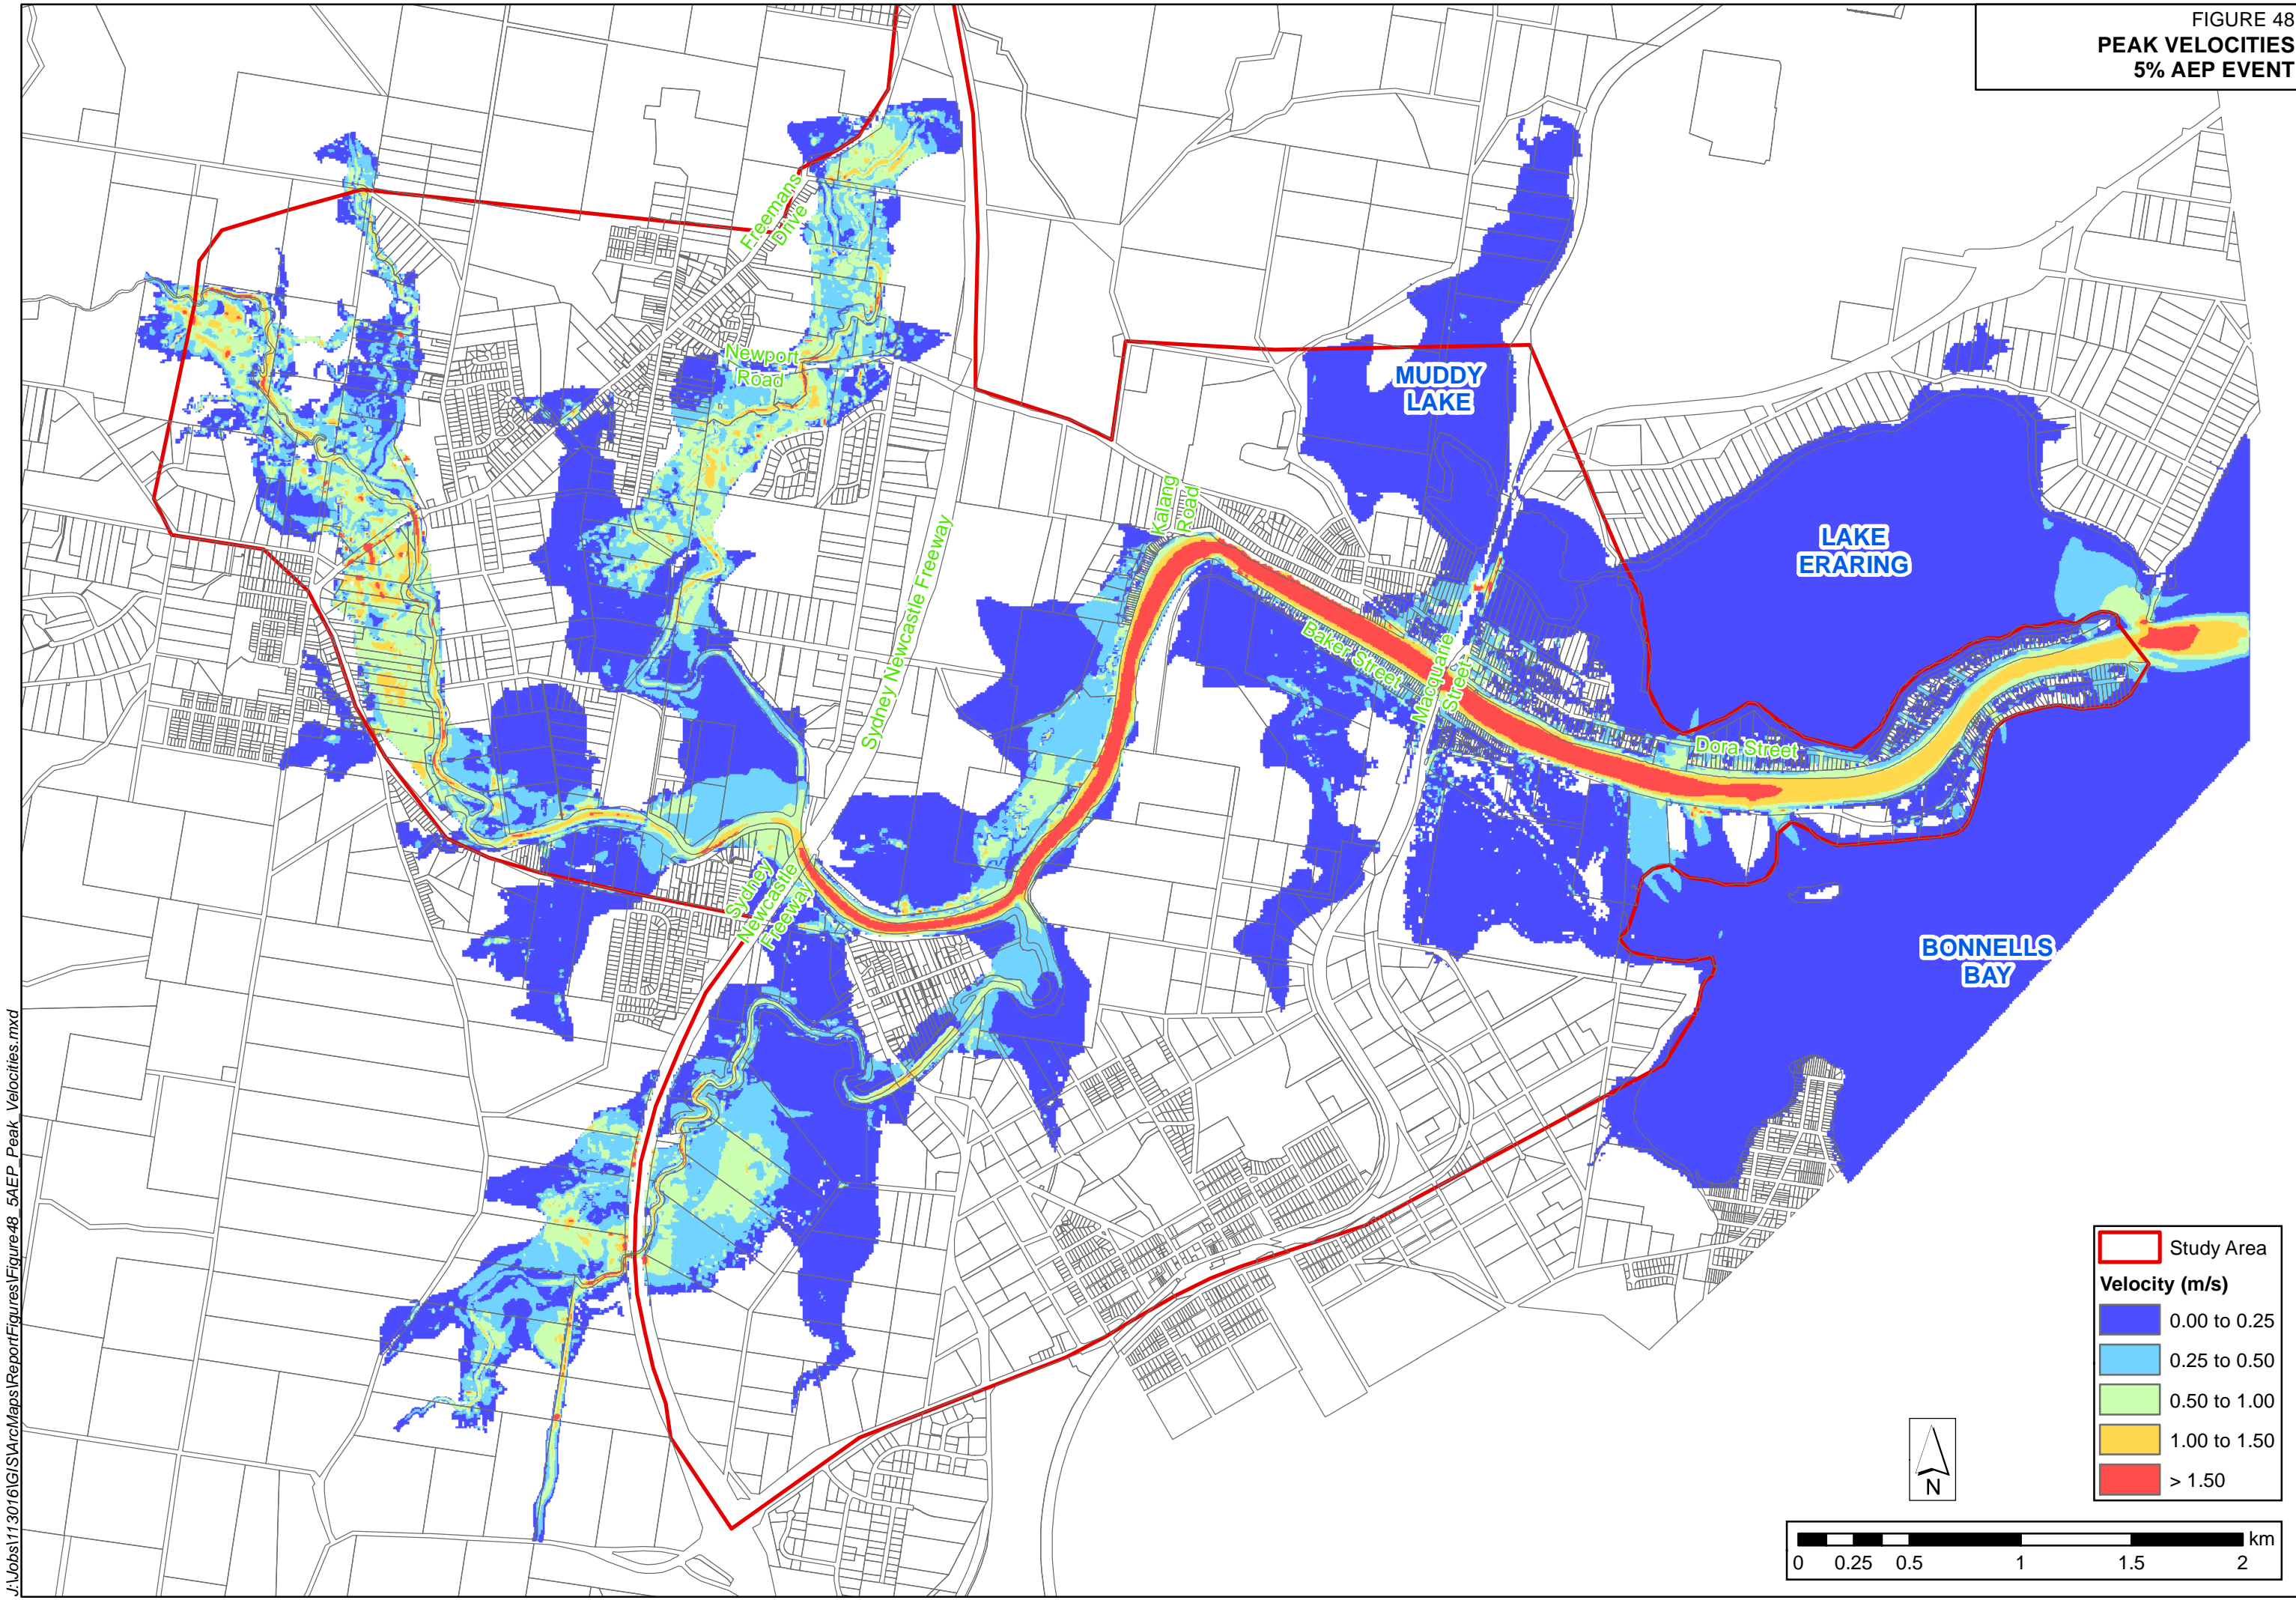 FIGURE 48
PEAK VELOCITIES
5% AEP EVENT
Freemans
Drive
Newport
Road
MUDDY
LAKE
Kalang
Road
LAKE
ERARING
Sydney Newcastle Freeway
Baker Street
Macquarie
Street
Dora Street
Sydney
Newcastle
Freeway
BONNELLS
BAY
Study Area
Velocity (m/s)
0.00 to 0.25
0.25 to 0.50
0.50 to 1.00
1.00 to 1.50
> 1.50
N
km
0 0.25 0.5 1 1.5 2
J:\Jobs\113016\GIS\ArcMaps\ReportFigures\Figure48_5AEP_Peak_Velocities.mxd